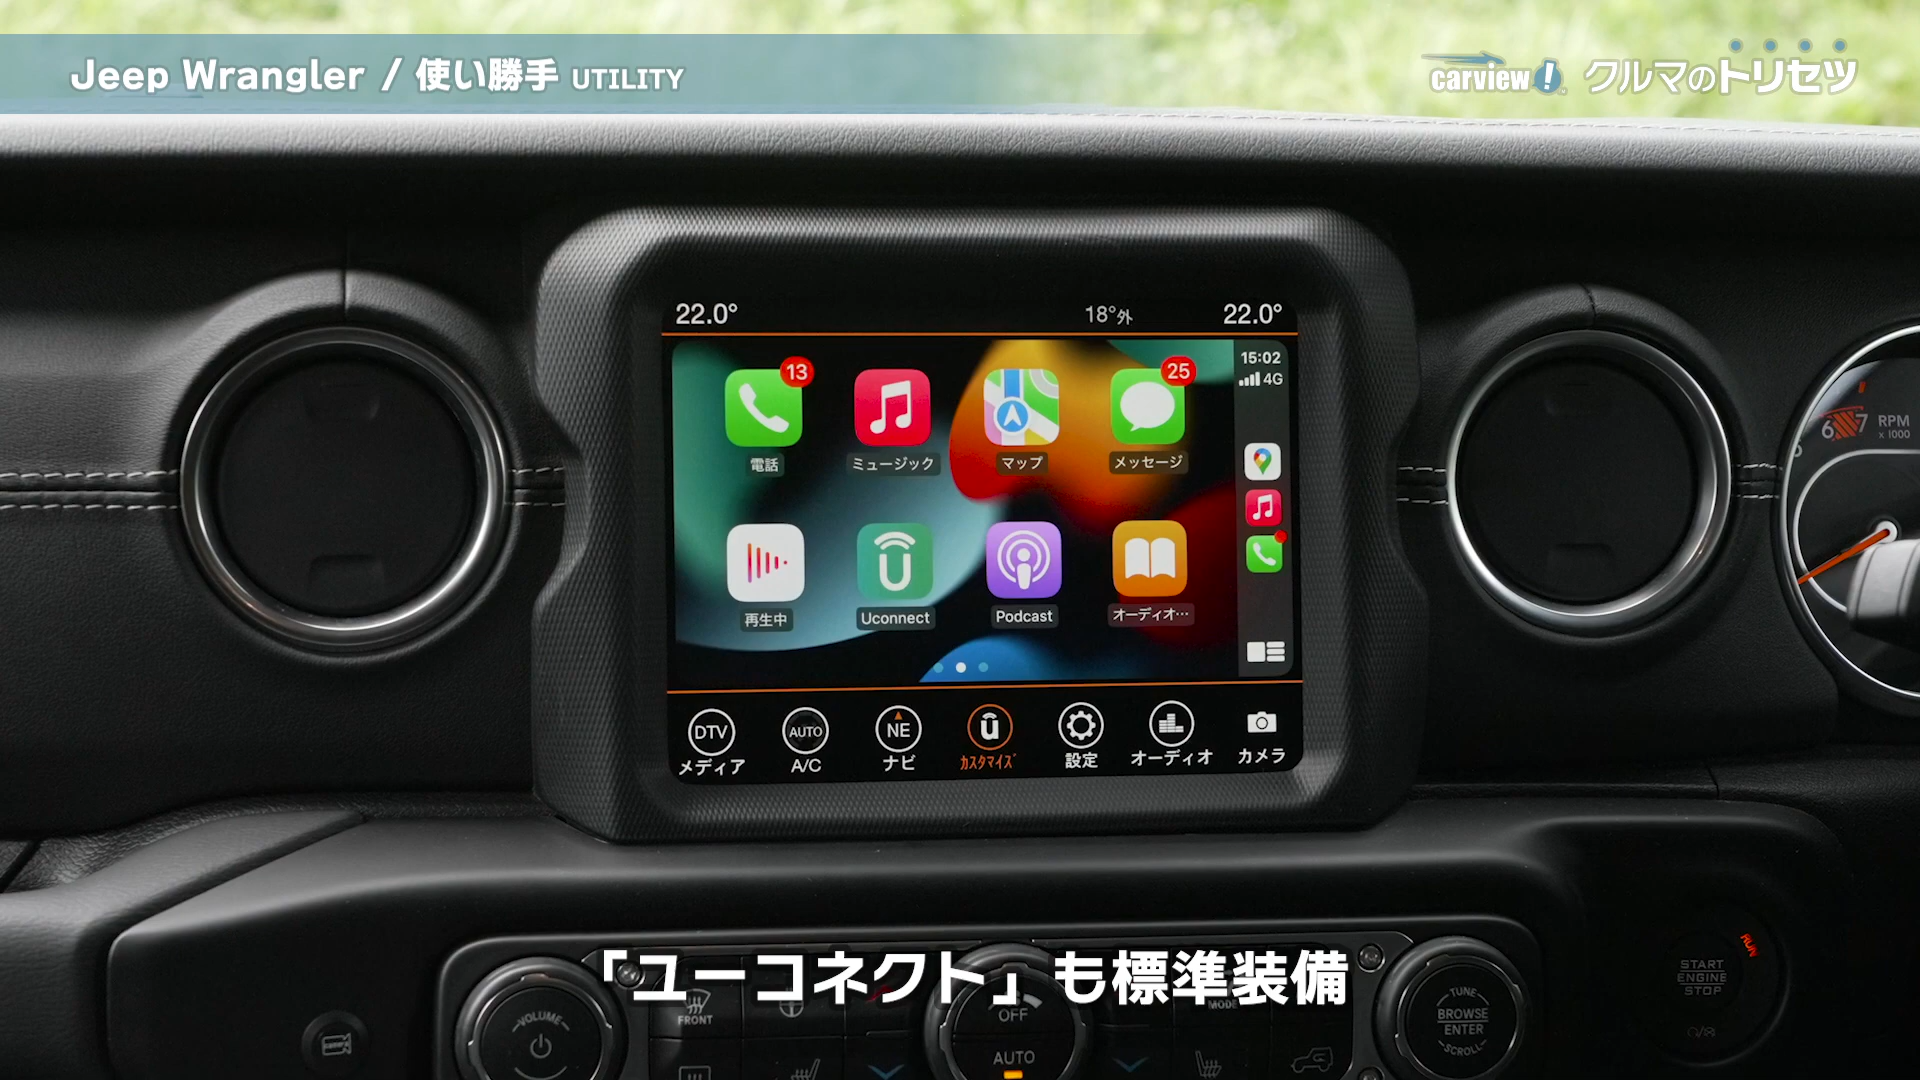 Jeep Wrangler / 使い勝手 UTILITY
carview! クルマのトリセツ
22.0°
18°外
22.0°
15:02
4G
13
25
電話
ミュージック
マップ
メッセージ
再生中
Uconnect
Podcast
オーディオ…
DTV
AUTO
NE
メディア
A/C
ナビ
カスタマイズ
設定
オーディオ
カメラ
6
7
RPM
x 1000
「ユーコネクト」も標準装備
VOLUME
FRONT
OFF
AUTO
MODE
TUNE
BROWSE
ENTER
SCROLL
START
ENGINE
STOP
RUN